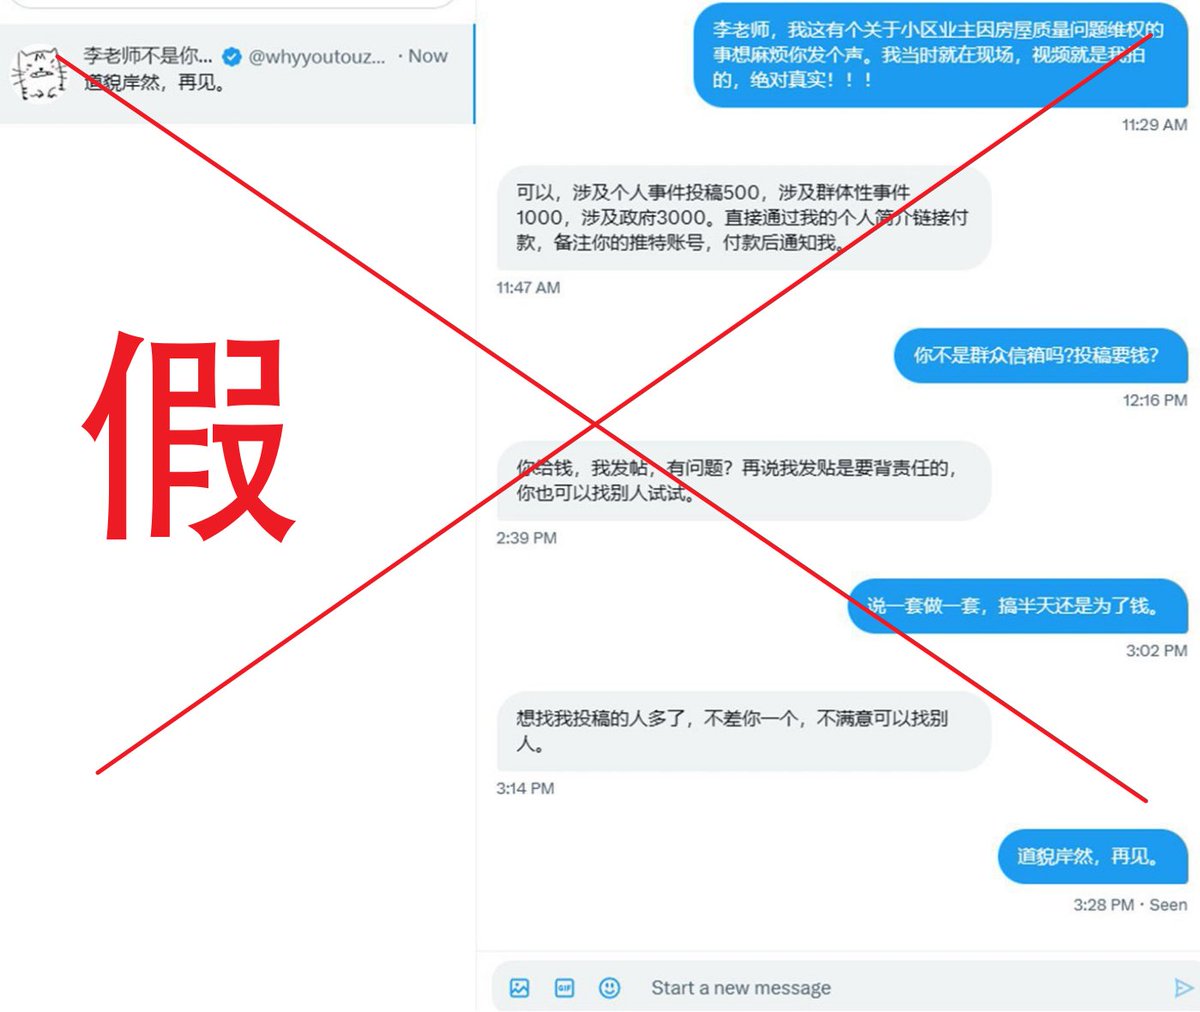 李老师不是你... @whyyoutouz... · Now
道貌岸然，再见。
假
李老师，我这有个关于小区业主因房屋质量问题维权的
事想麻烦你发个声。我当时就在现场，视频就是我拍
的，绝对真实！！！
11:29 AM
可以，涉及个人事件投稿500，涉及群体性事件
1000，涉及政府3000。直接通过我的个人简介链接付
款，备注你的推特账号，付款后通知我。
11:47 AM
你不是群众信箱吗?投稿要钱?
12:16 PM
你给钱，我发帖，有问题？再说我发贴是要背责任的，
你也可以找别人试试。
2:39 PM
说一套做一套，搞半天还是为了钱。
3:02 PM
想找我投稿的人多了，不差你一个，不满意可以找别
人。
3:14 PM
道貌岸然，再见。
3:28 PM · Seen
GIF
Start a new message